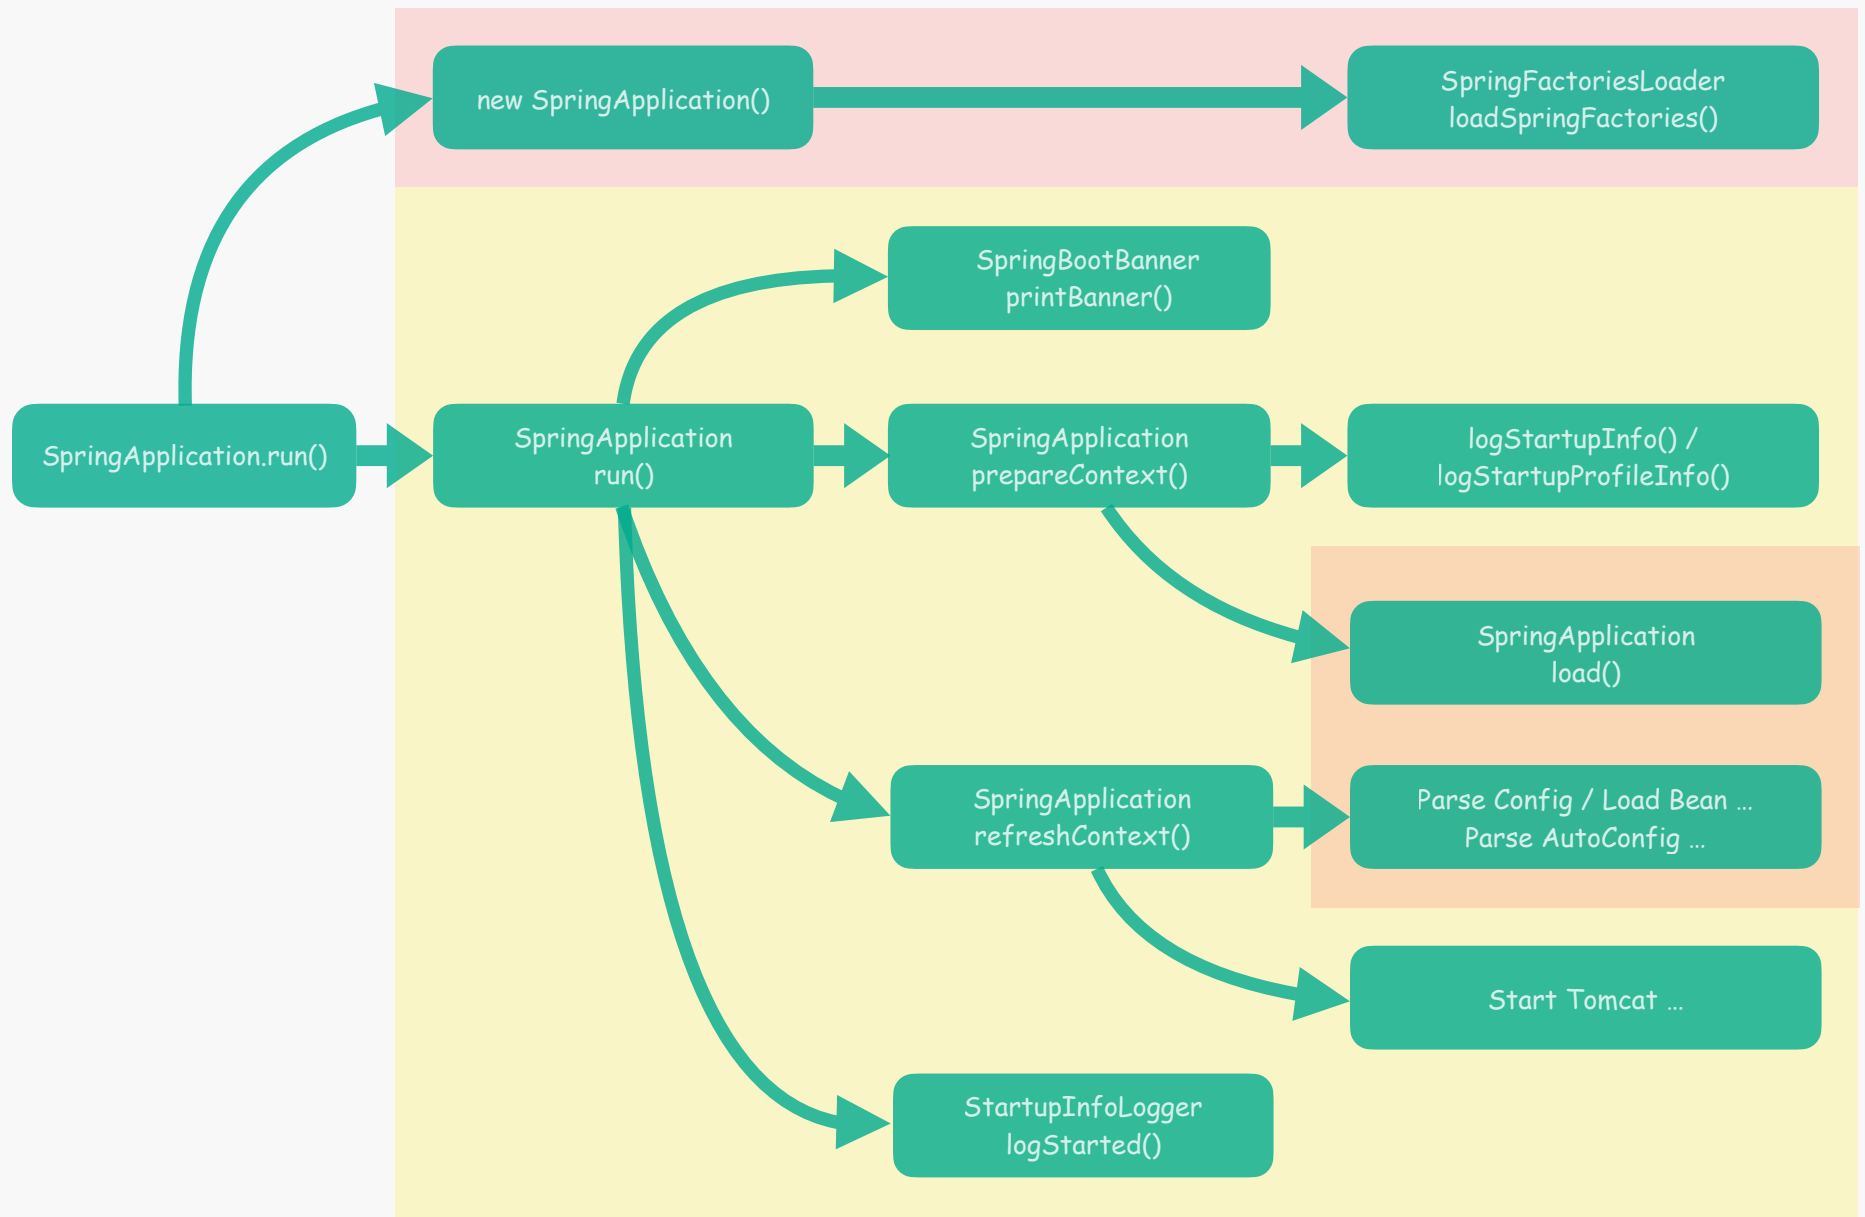 new SpringApplication()
SpringFactoriesLoader
loadSpringFactories()
SpringBootBanner
printBanner()
SpringApplication.run()
SpringApplication
run()
SpringApplication
prepareContext()
logStartupInfo() /
logStartupProfileInfo()
SpringApplication
load()
SpringApplication
refreshContext()
Parse Config / Load Bean ...
Parse AutoConfig ...
Start Tomcat ...
StartupInfoLogger
logStarted()